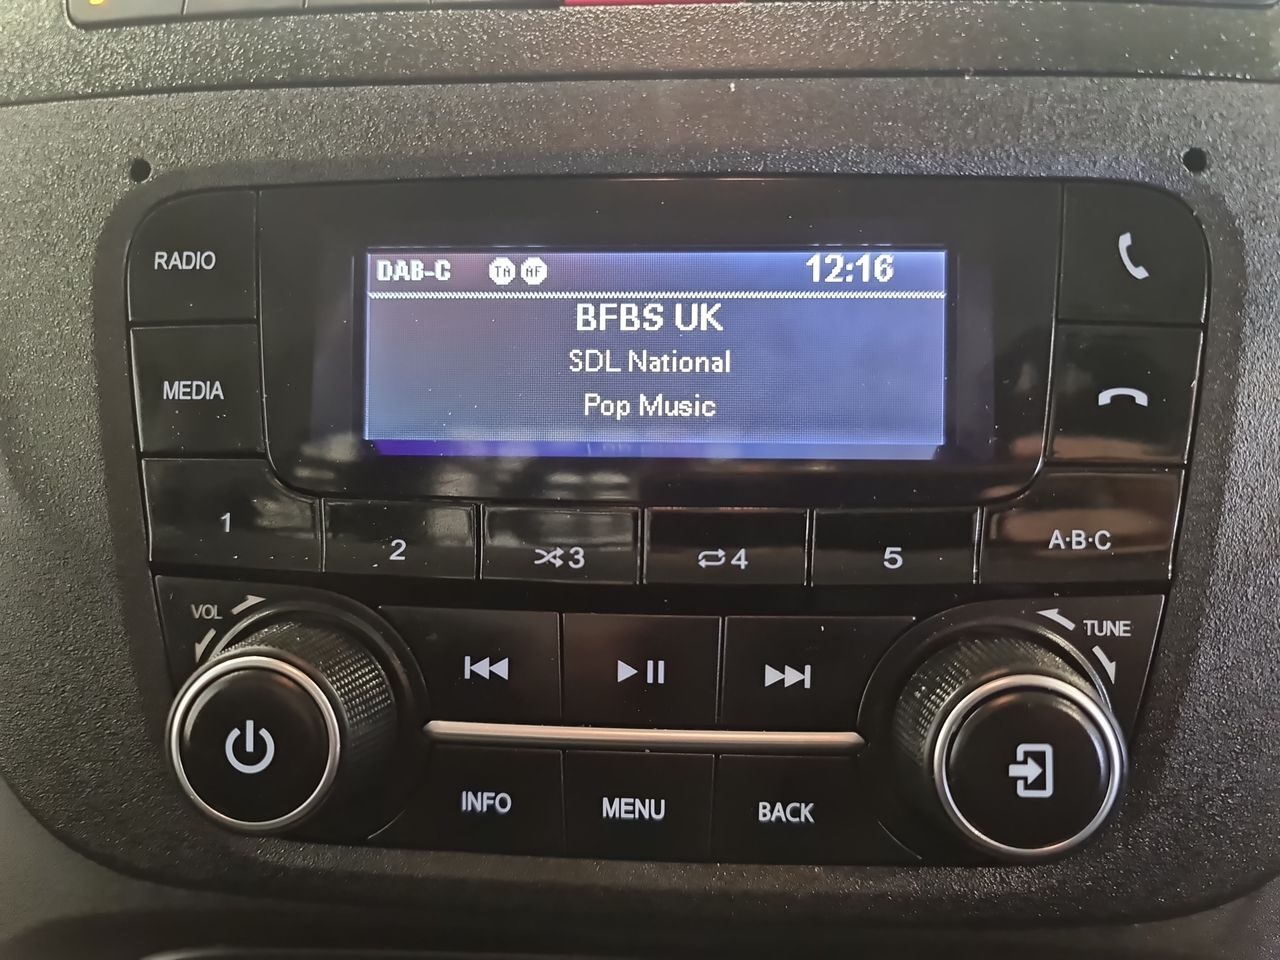 DAB-C TA AF 12:16
BFBS UK
SDL National
Pop Music
RADIO
MEDIA
1
2
3
4
5
A·B·C
VOL
TUNE
INFO
MENU
BACK